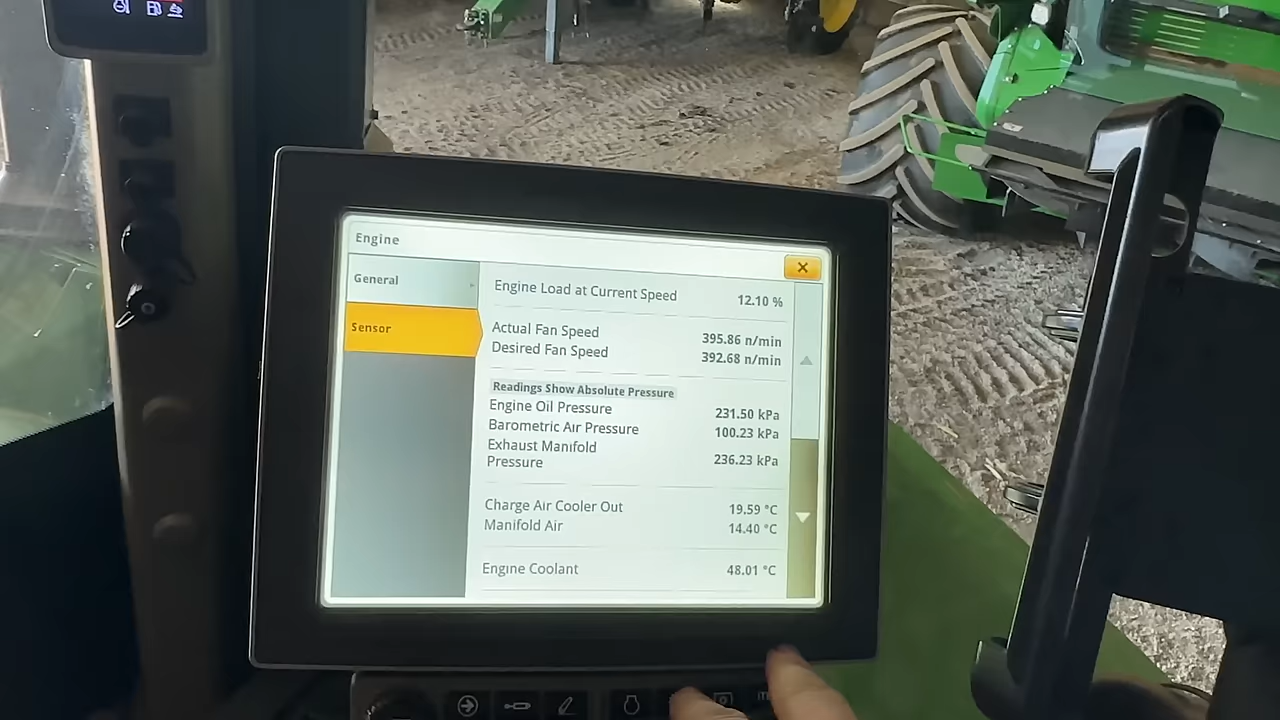 Engine
General
Sensor
Engine Load at Current Speed 12.10 %
Actual Fan Speed 395.86 n/min
Desired Fan Speed 392.68 n/min
Readings Show Absolute Pressure
Engine Oil Pressure 231.50 kPa
Barometric Air Pressure 100.23 kPa
Exhaust Manifold
Pressure 236.23 kPa
Charge Air Cooler Out 19.59 °C
Manifold Air 14.40 °C
Engine Coolant 48.01 °C